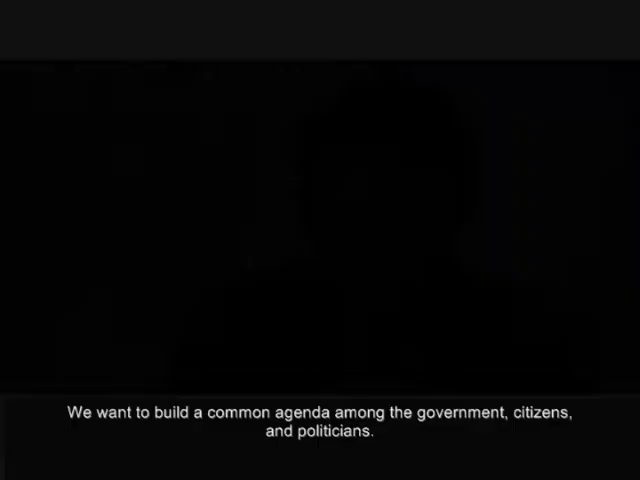 We want to build a common agenda among the government, citizens,
and politicians.